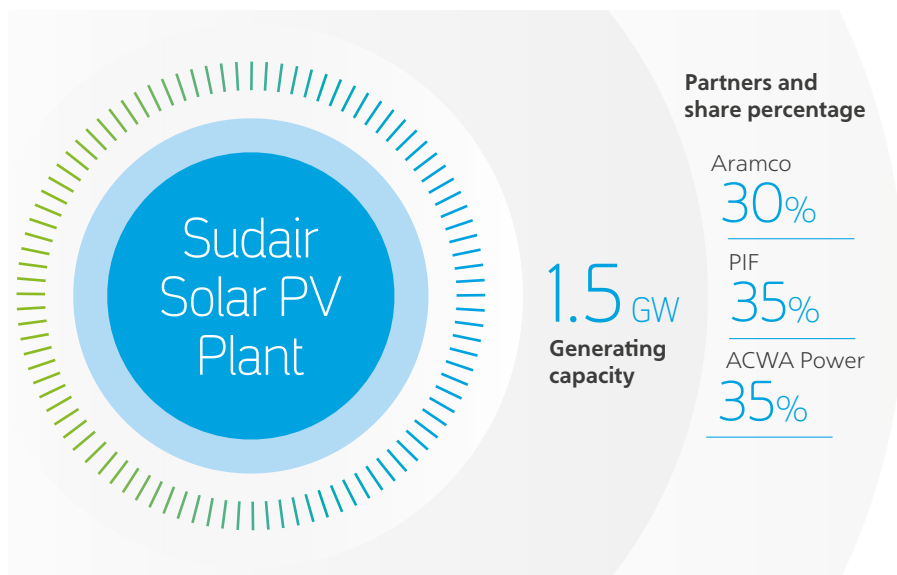 Sudair
Solar PV
Plant
1.5 GW
Generating
capacity
Partners and
share percentage
Aramco
30%
PIF
35%
ACWA Power
35%